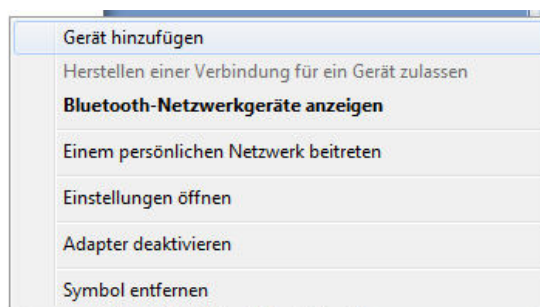 Gerät hinzufügen
Herstellen einer Verbindung für ein Gerät zulassen
Bluetooth-Netzwerkgeräte anzeigen
Einem persönlichen Netzwerk beitreten
Einstellungen öffnen
Adapter deaktivieren
Symbol entfernen